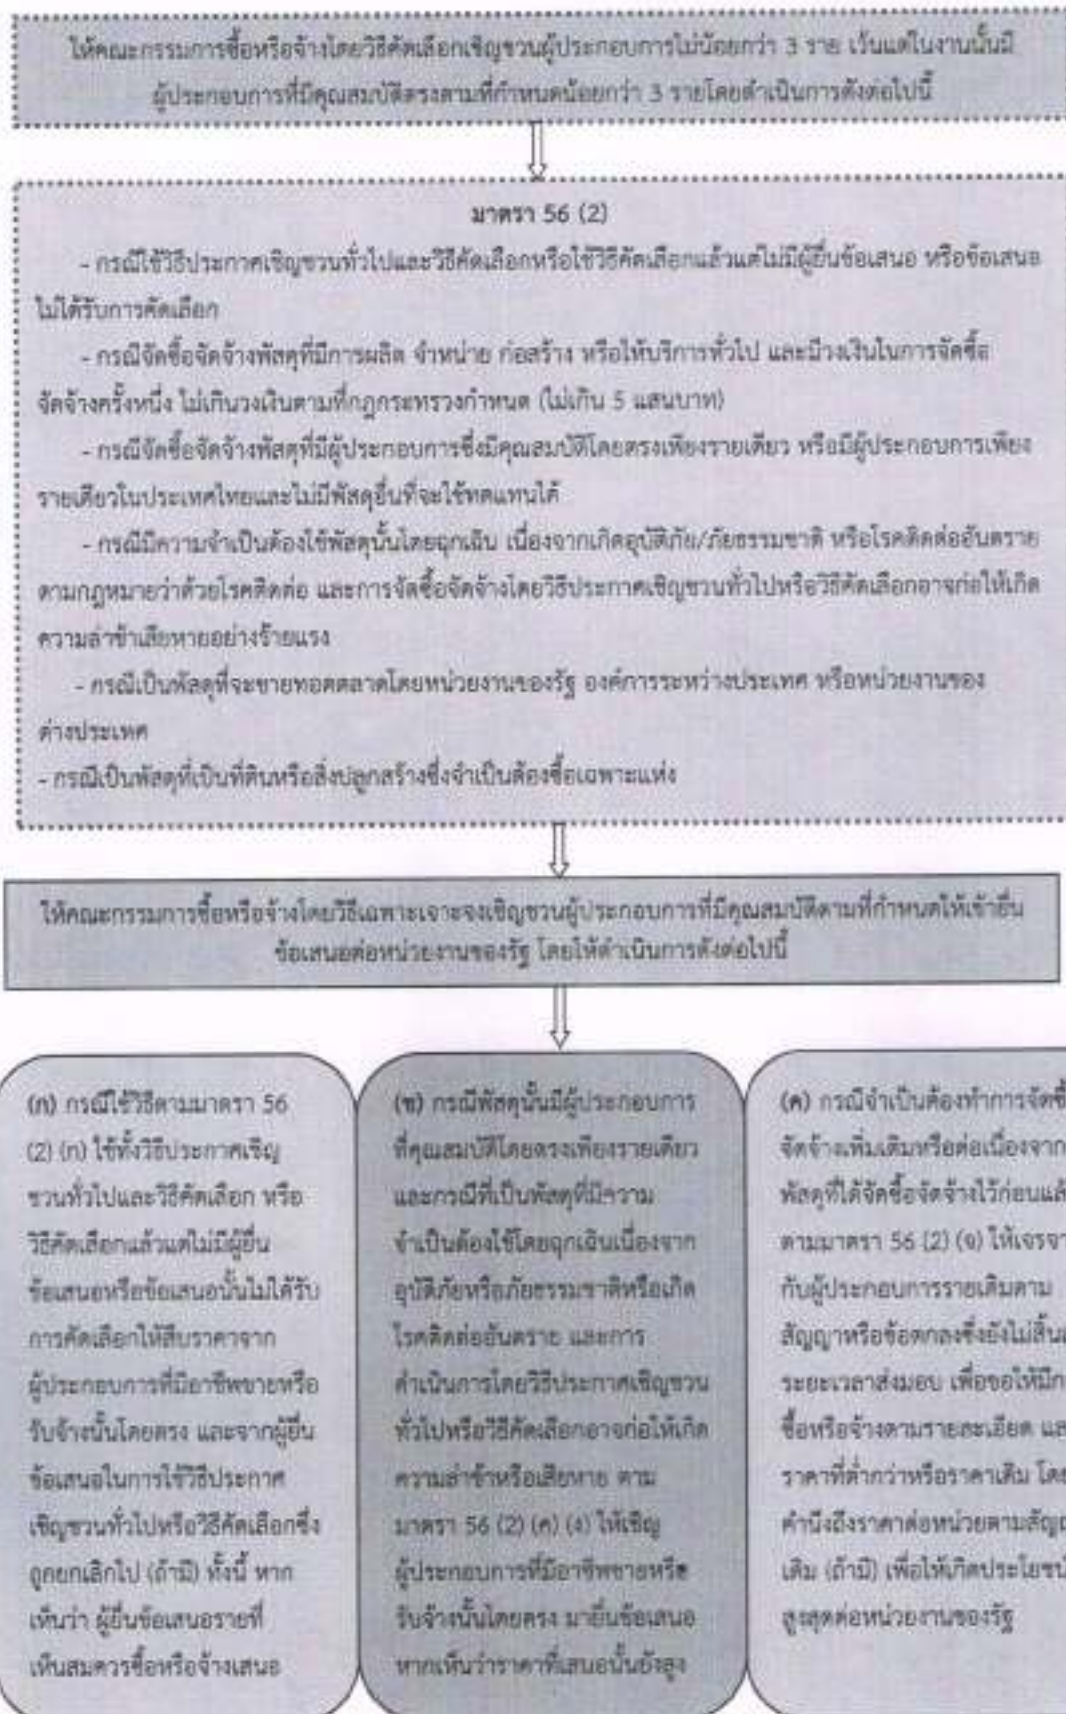 ให้คณะกรรมการซื้อหรือจ้างโดยวิธีคัดเลือกเชิญชวนผู้ประกอบการไม่น้อยกว่า 3 ราย เว้นแต่ในงานนั้นมี
ผู้ประกอบการที่มีคุณสมบัติตรงตามที่กำหนดน้อยกว่า 3 รายโดยดำเนินการดังต่อไปนี้
มาตรา 56 (2)
- กรณีใช้วิธีประกาศเชิญชวนทั่วไปและวิธีคัดเลือกหรือใช้วิธีคัดเลือกแล้วแต่ไม่มีผู้ยื่นข้อเสนอ หรือข้อเสนอ
ไม่ได้รับการคัดเลือก
- กรณีจัดซื้อจัดจ้างพัสดุที่มีการผลิต จำหน่าย ก่อสร้าง หรือให้บริการทั่วไป และมีวงเงินในการจัดซื้อ
จัดจ้างครั้งหนึ่ง ไม่เกินวงเงินตามที่กฎกระทรวงกำหนด (ไม่เกิน 5 แสนบาท)
- กรณีจัดซื้อจัดจ้างพัสดุที่มีผู้ประกอบการซึ่งมีคุณสมบัติโดยตรงเพียงรายเดียว หรือมีผู้ประกอบการเพียง
รายเดียวในประเทศไทยและไม่มีพัสดุอื่นที่จะใช้ทดแทนได้
- กรณีมีความจำเป็นต้องใช้พัสดุนั้นโดยฉุกเฉิน เนื่องจากเกิดอุบัติภัย/ภัยธรรมชาติ หรือโรคติดต่ออันตราย
ตามกฎหมายว่าด้วยโรคติดต่อ และการจัดซื้อจัดจ้างโดยวิธีประกาศเชิญชวนทั่วไปหรือวิธีคัดเลือกอาจก่อให้เกิด
ความล่าช้าเสียหายอย่างร้ายแรง
- กรณีเป็นพัสดุที่จะขายทอดตลาดโดยหน่วยงานของรัฐ องค์การระหว่างประเทศ หรือหน่วยงานของ
ต่างประเทศ
- กรณีเป็นพัสดุที่เป็นที่ดินหรือสิ่งปลูกสร้างซึ่งจำเป็นต้องซื้อเฉพาะแห่ง
ให้คณะกรรมการซื้อหรือจ้างโดยวิธีเฉพาะเจาะจงเชิญชวนผู้ประกอบการที่มีคุณสมบัติตามที่กำหนดให้เข้ายื่น
ข้อเสนอต่อหน่วยงานของรัฐ โดยให้ดำเนินการดังต่อไปนี้
(ก) กรณีใช้วิธีตามมาตรา 56
(2) (ก) ใช้ทั้งวิธีประกาศเชิญ
ชวนทั่วไปและวิธีคัดเลือก หรือ
วิธีคัดเลือกแล้วแต่ไม่มีผู้ยื่น
ข้อเสนอหรือข้อเสนอนั้นไม่ได้รับ
การคัดเลือกให้สืบราคาจาก
ผู้ประกอบการที่มีอาชีพขายหรือ
รับจ้างนั้นโดยตรง และจากผู้ยื่น
ข้อเสนอในการใช้วิธีประกาศ
เชิญชวนทั่วไปหรือวิธีคัดเลือกซึ่ง
ถูกยกเลิกไป (ถ้ามี) ทั้งนี้ หาก
เห็นว่า ผู้ยื่นข้อเสนอรายที่
เห็นสมควรซื้อหรือจ้างเสนอ
(ข) กรณีพัสดุนั้นมีผู้ประกอบการ
ที่คุณสมบัติโดยตรงเพียงรายเดียว
และกรณีที่เป็นพัสดุที่มีความ
จำเป็นต้องใช้โดยฉุกเฉินเนื่องจาก
อุบัติภัยหรือภัยธรรมชาติหรือเกิด
โรคติดต่ออันตราย และการ
ดำเนินการโดยวิธีประกาศเชิญชวน
ทั่วไปหรือวิธีคัดเลือกอาจก่อให้เกิด
ความล่าช้าหรือเสียหาย ตาม
มาตรา 56 (2) (ค) (ง) ให้เชิญ
ผู้ประกอบการที่มีอาชีพขายหรือ
รับจ้างนั้นโดยตรง มายื่นข้อเสนอ
หากเห็นว่าราคาที่เสนอนั้นยังสูง
(ค) กรณีจำเป็นต้องทำการจัดซื้อ
จัดจ้างเพิ่มเติมหรือต่อเนื่องจาก
พัสดุที่ได้จัดซื้อจัดจ้างไว้ก่อนแล้
ตามมาตรา 56 (2) (จ) ให้เจรจา
กับผู้ประกอบการรายเดิมตาม
สัญญาหรือข้อตกลงซึ่งยังไม่สิ้นส
ระยะเวลาส่งมอบ เพื่อขอให้มีก
ซื้อหรือจ้างตามรายละเอียด แล
ราคาที่ต่ำกว่าหรือราคาเดิม โดย
คำนึงถึงราคาต่อหน่วยตามสัญญ
เดิม (ถ้ามี) เพื่อให้เกิดประโยชน์
สูงสุดต่อหน่วยงานของรัฐ